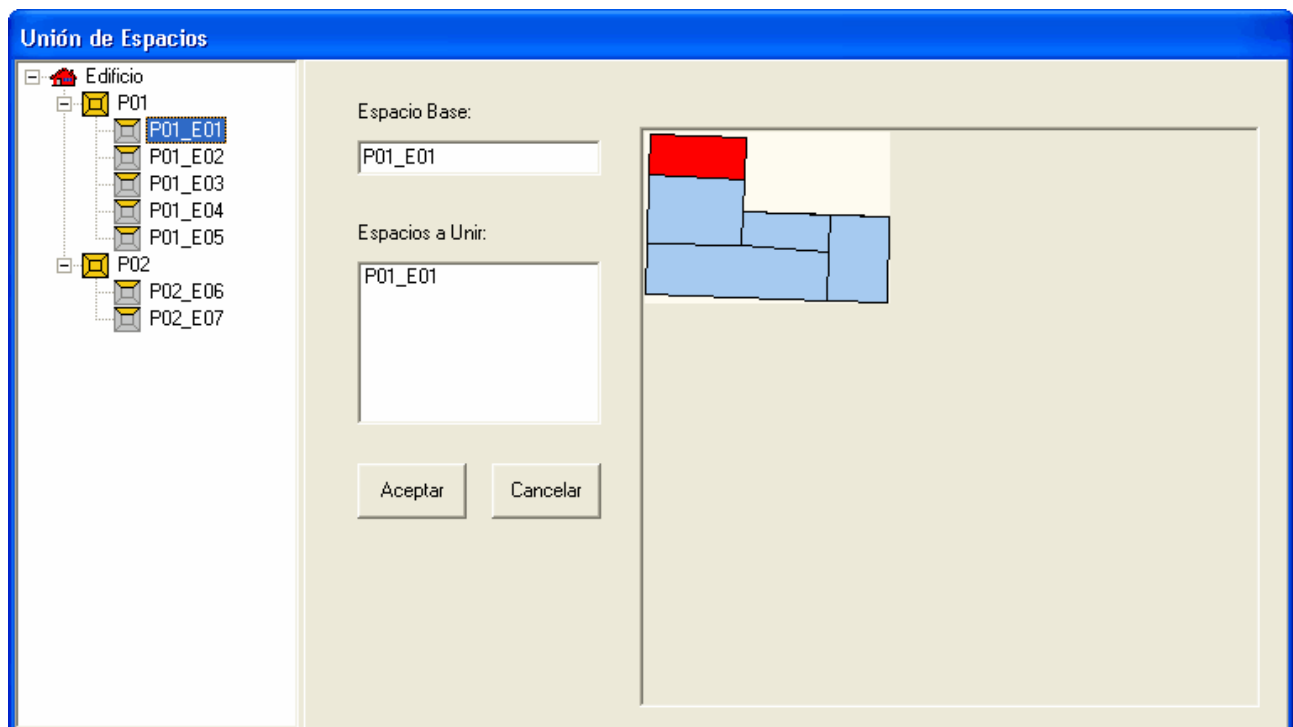 Unión de Espacios
Edificio
P01
P01_E01
P01_E02
P01_E03
P01_E04
P01_E05
P02
P02_E06
P02_E07
Espacio Base:
P01_E01
Espacios a Unir:
P01_E01
Aceptar
Cancelar